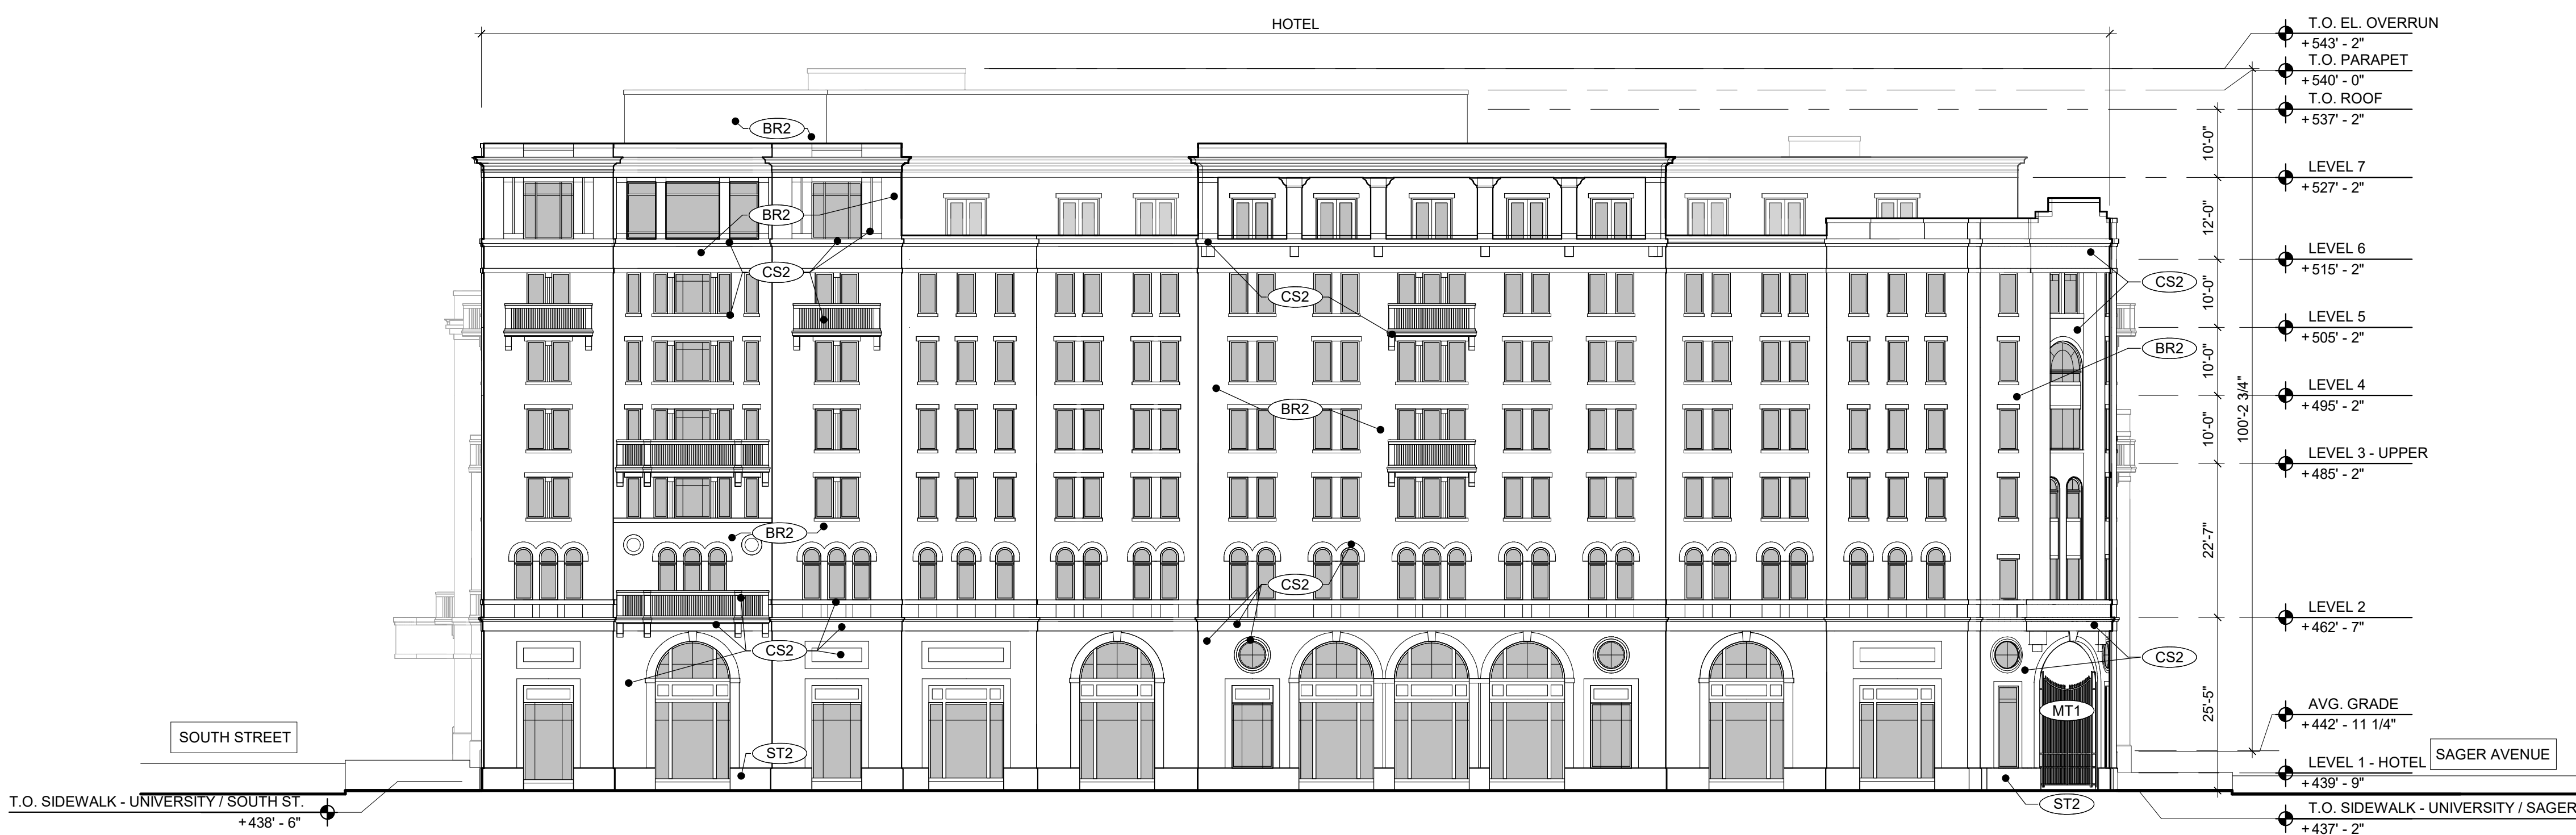 HOTEL
T.O. EL. OVERRUN
+543' - 2"
T.O. PARAPET
+540' - 0"
T.O. ROOF
+537' - 2"
BR2
10'-0"
LEVEL 7
+527' - 2"
BR2
12'-0"
LEVEL 6
+515' - 2"
CS2
CS2
CS2
10'-0"
LEVEL 5
+505' - 2"
BR2
10'-0"
LEVEL 4
+495' - 2"
BR2
100'-2 3/4"
10'-0"
LEVEL 3 - UPPER
+485' - 2"
BR2
22'-7"
CS2
LEVEL 2
+462' - 7"
CS2
CS2
25'-5"
MT1
AVG. GRADE
+442' - 11 1/4"
SOUTH STREET
ST2
SAGER AVENUE
LEVEL 1 - HOTEL
+439' - 9"
T.O. SIDEWALK - UNIVERSITY / SOUTH ST.
+438' - 6"
ST2
T.O. SIDEWALK - UNIVERSITY / SAGER
+437' - 2"